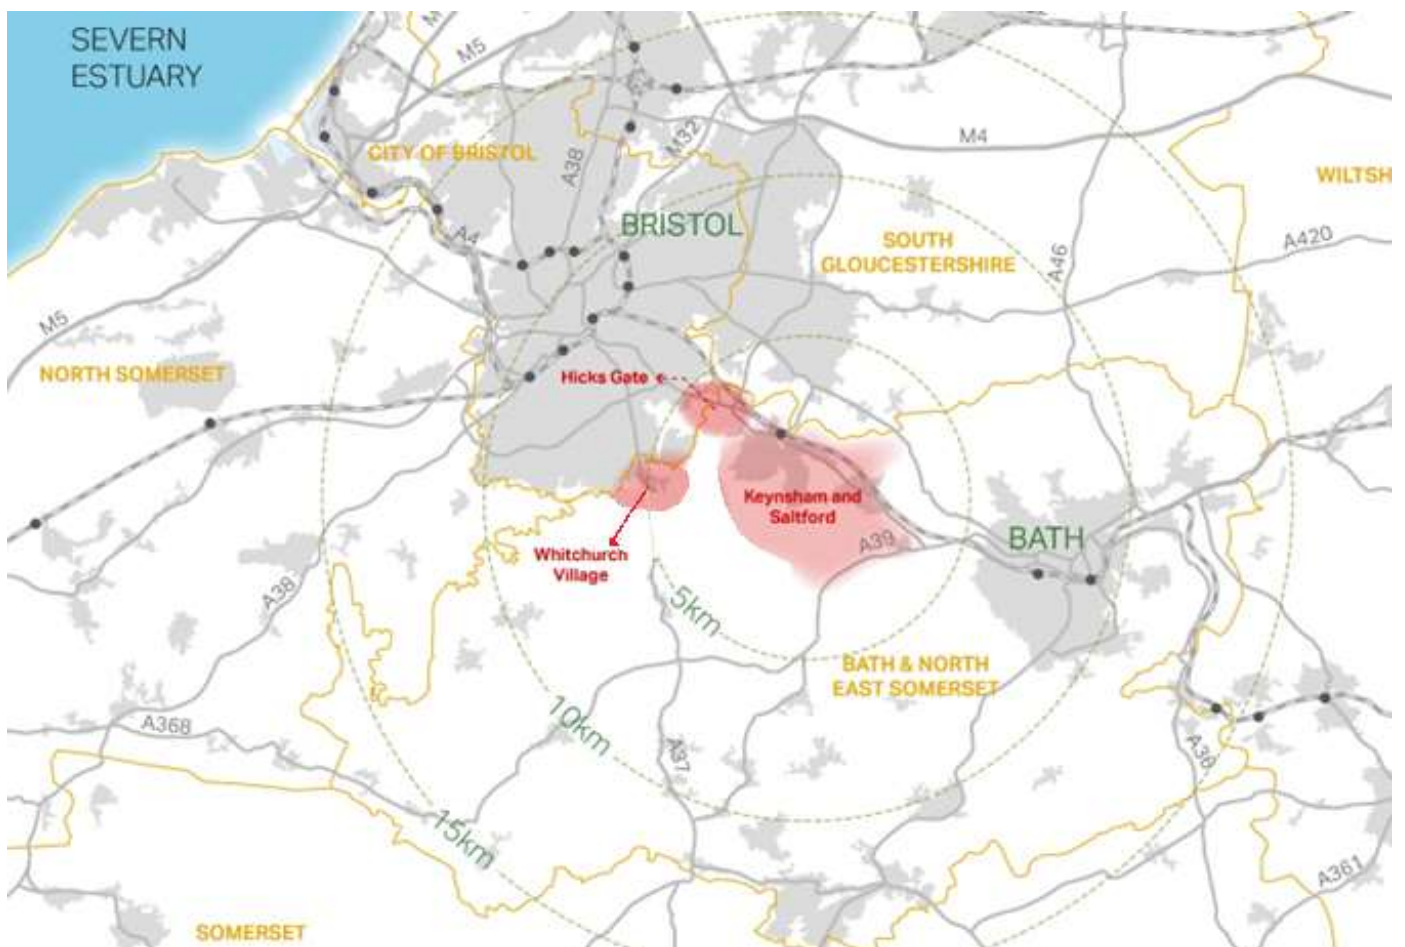 SEVERN
ESTUARY
M5
M4
M32
A38
CITY OF BRISTOL
WILTSH
BRISTOL
A4
SOUTH
GLOUCESTERSHIRE
A420
A46
M5
NORTH SOMERSET
Hicks Gate
Keynsham and
Saltford
Whitchurch
Village
A39
BATH
A38
5km
BATH & NORTH
EAST SOMERSET
10km
A368
A37
A36
15km
A361
SOMERSET